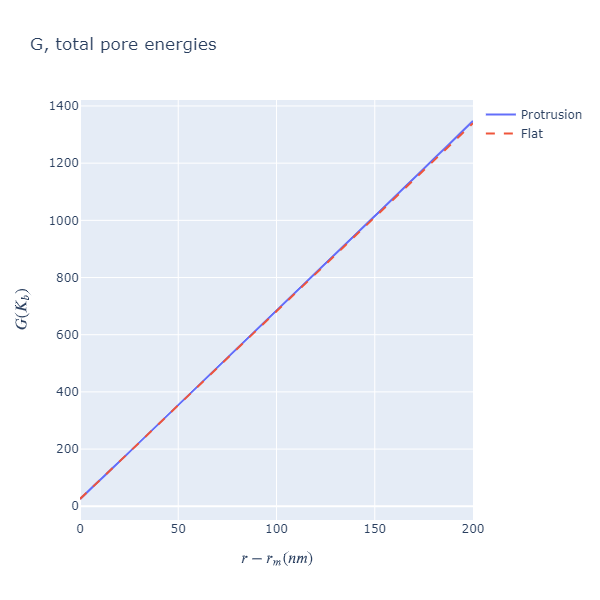 G, total pore energies
Protrusion
Flat
1400
1200
1000
800
600
400
200
0
G(K_b)
0 50 100 150 200
r − r_m(nm)